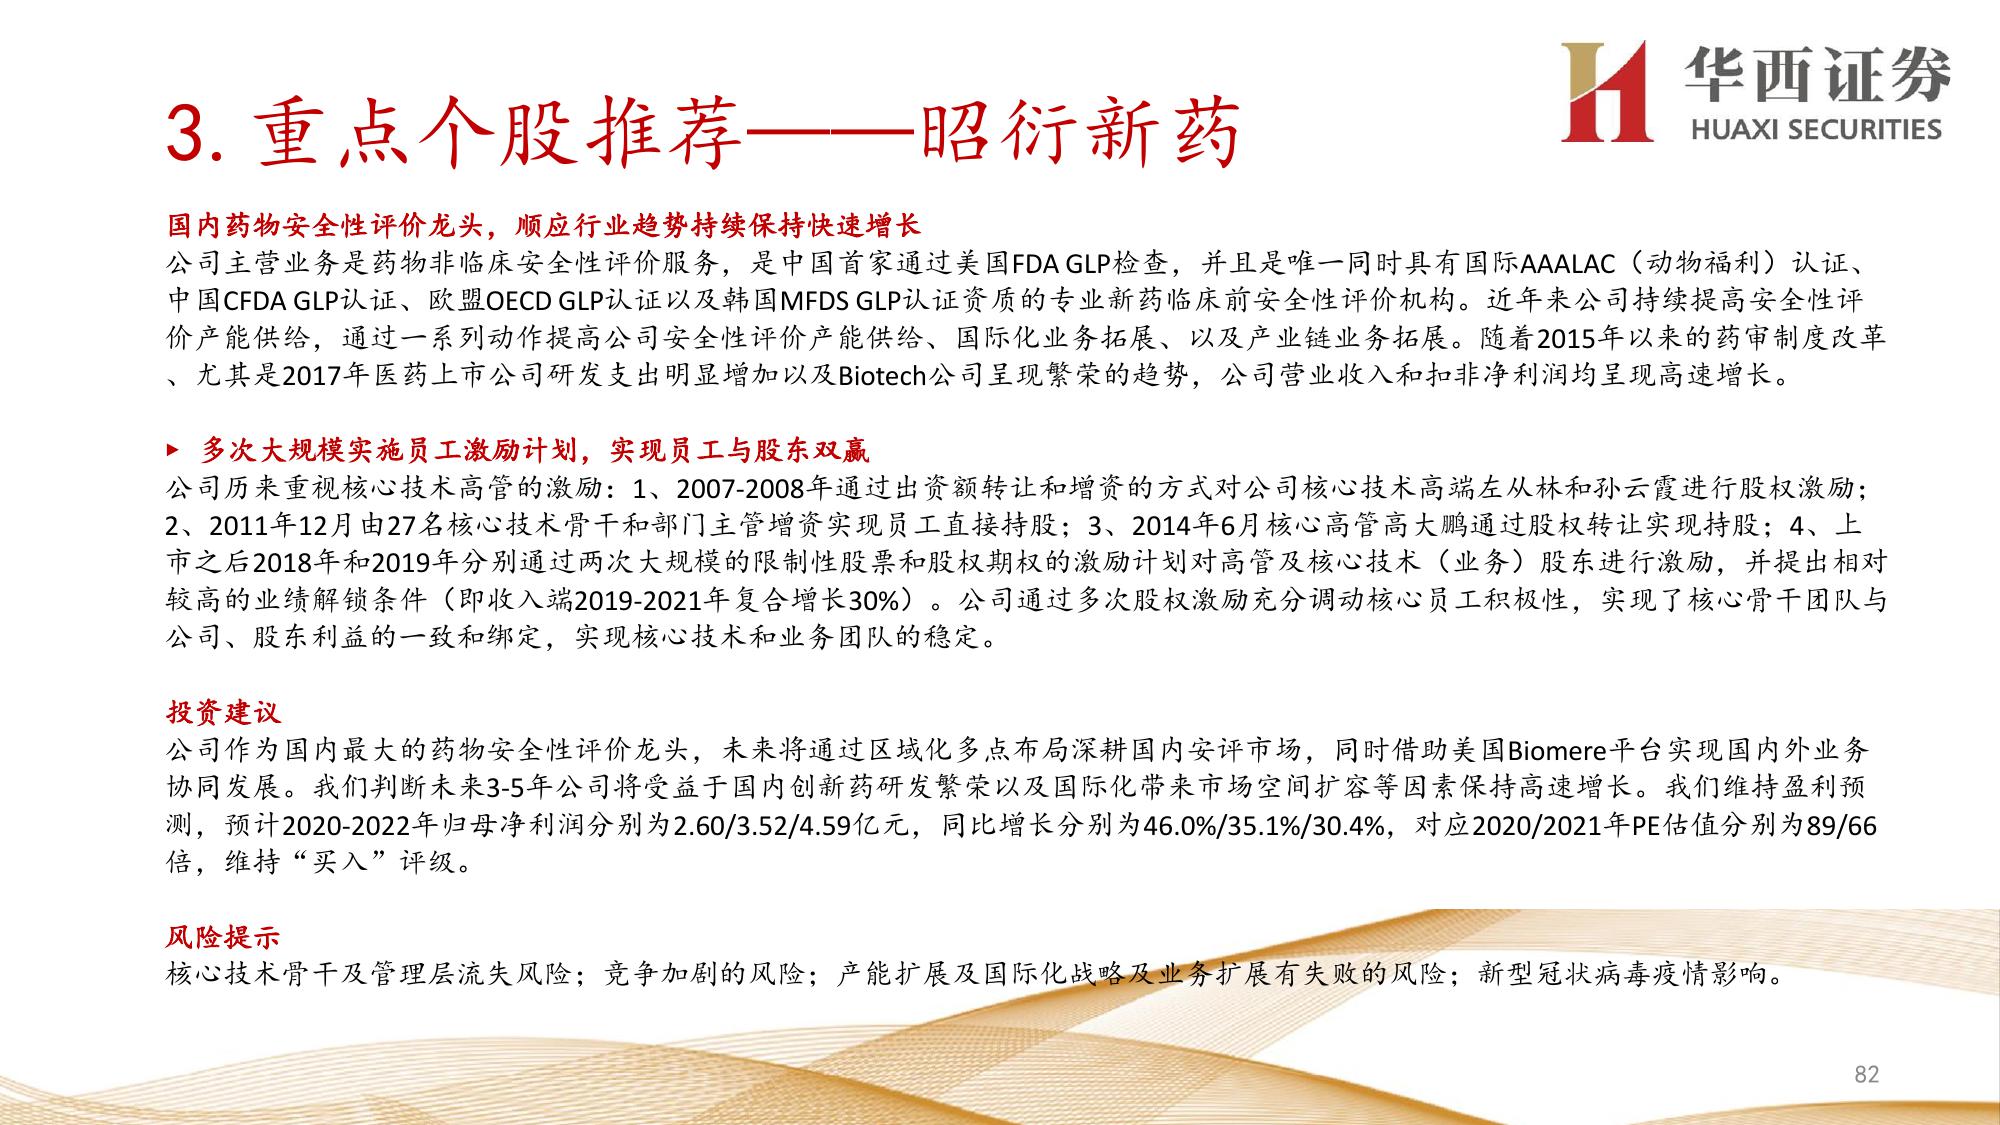 华西证券
HUAXI SECURITIES
3. 重点个股推荐——昭衍新药
国内药物安全性评价龙头，顺应行业趋势持续保持快速增长
公司主营业务是药物非临床安全性评价服务，是中国首家通过美国FDA GLP检查，并且是唯一同时具有国际AAALAC（动物福利）认证、
中国CFDA GLP认证、欧盟OECD GLP认证以及韩国MFDS GLP认证资质的专业新药临床前安全性评价机构。近年来公司持续提高安全性评
价产能供给，通过一系列动作提高公司安全性评价产能供给、国际化业务拓展、以及产业链业务拓展。随着2015年以来的药审制度改革
、尤其是2017年医药上市公司研发支出明显增加以及Biotech公司呈现繁荣的趋势，公司营业收入和扣非净利润均呈现高速增长。
▶ 多次大规模实施员工激励计划，实现员工与股东双赢
公司历来重视核心技术高管的激励：1、2007-2008年通过出资额转让和增资的方式对公司核心技术高端左从林和孙云霞进行股权激励；
2、2011年12月由27名核心技术骨干和部门主管增资实现员工直接持股；3、2014年6月核心高管高大鹏通过股权转让实现持股；4、上
市之后2018年和2019年分别通过两次大规模的限制性股票和股权期权的激励计划对高管及核心技术（业务）股东进行激励，并提出相对
较高的业绩解锁条件（即收入端2019-2021年复合增长30%）。公司通过多次股权激励充分调动核心员工积极性，实现了核心骨干团队与
公司、股东利益的一致和绑定，实现核心技术和业务团队的稳定。
投资建议
公司作为国内最大的药物安全性评价龙头，未来将通过区域化多点布局深耕国内安评市场，同时借助美国Biomere平台实现国内外业务
协同发展。我们判断未来3-5年公司将受益于国内创新药研发繁荣以及国际化带来市场空间扩容等因素保持高速增长。我们维持盈利预
测，预计2020-2022年归母净利润分别为2.60/3.52/4.59亿元，同比增长分别为46.0%/35.1%/30.4%，对应2020/2021年PE估值分别为89/66
倍，维持“买入”评级。
风险提示
核心技术骨干及管理层流失风险；竞争加剧的风险；产能扩展及国际化战略及业务扩展有失败的风险；新型冠状病毒疫情影响。
82